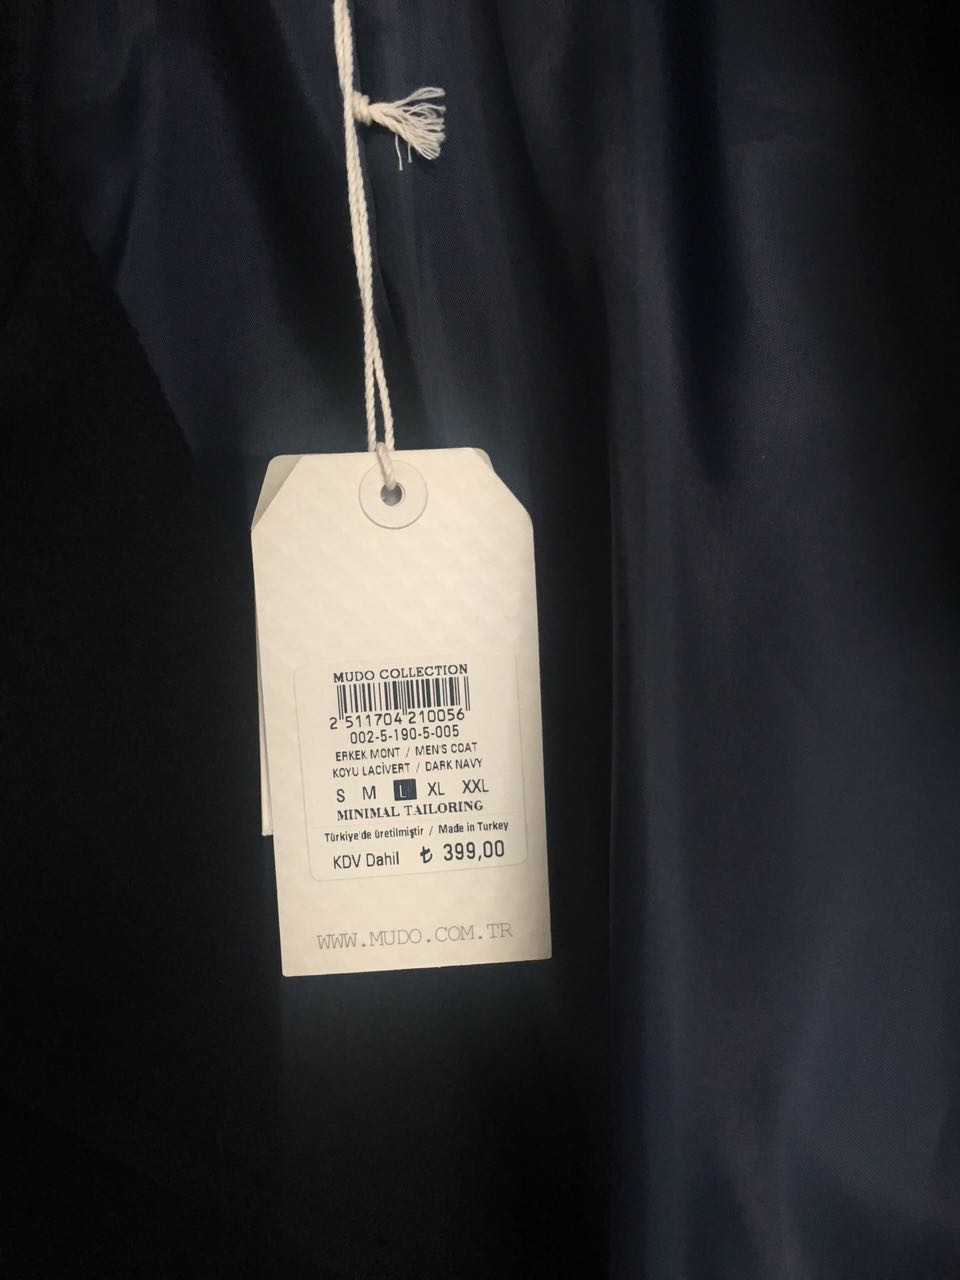 MUDO COLLECTION
2 511704 210056
002-5-190-5-005
ERKEK MONT / MEN'S COAT
KOYU LACİVERT / DARK NAVY
S M L XL XXL
MINIMAL TAILORING
Türkiye'de üretilmiştir / Made in Turkey
KDV Dahil ₺ 399,00
WWW.MUDO.COM.TR